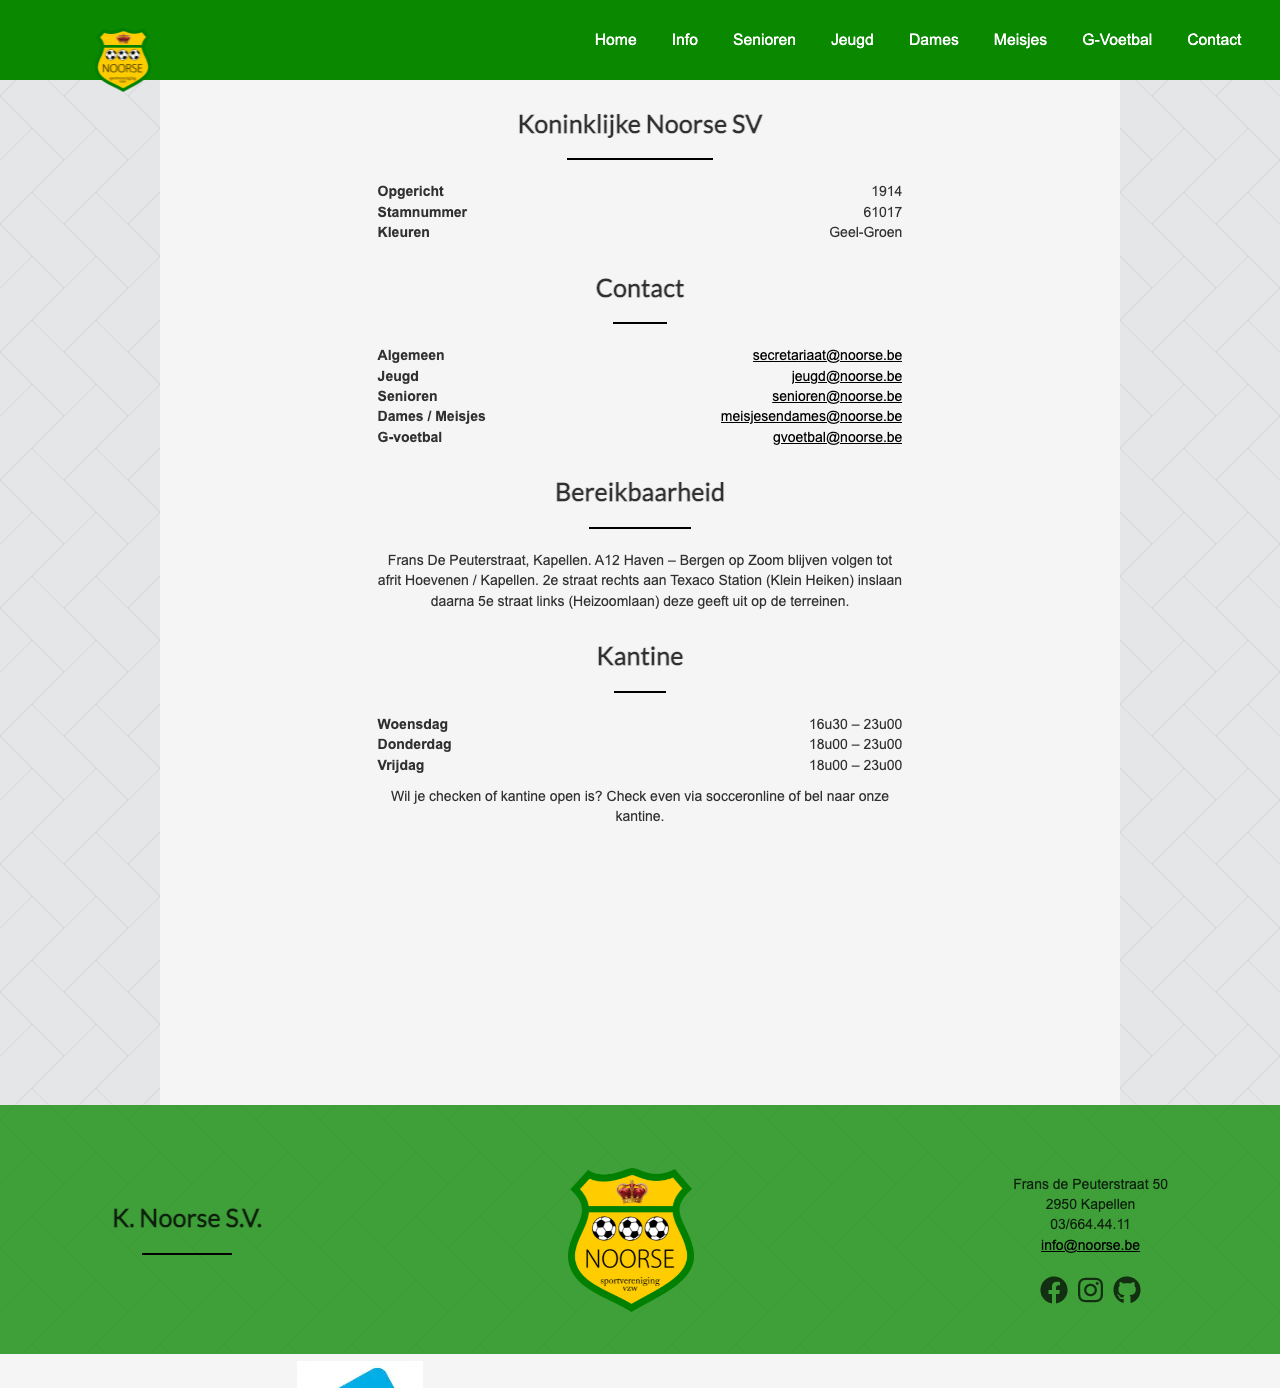 Home Info Senioren Jeugd Dames Meisjes G-Voetbal Contact
NOORSE
Koninklijke Noorse SV
Opgericht 1914
Stamnummer 61017
Kleuren Geel-Groen
Contact
Algemeen secretariaat@noorse.be
Jeugd jeugd@noorse.be
Senioren senioren@noorse.be
Dames / Meisjes meisjesendames@noorse.be
G-voetbal gvoetbal@noorse.be
Bereikbaarheid
Frans De Peuterstraat, Kapellen. A12 Haven – Bergen op Zoom blijven volgen tot
afrit Hoevenen / Kapellen. 2e straat rechts aan Texaco Station (Klein Heiken) inslaan
daarna 5e straat links (Heizoomlaan) deze geeft uit op de terreinen.
Kantine
Woensdag 16u30 – 23u00
Donderdag 18u00 – 23u00
Vrijdag 18u00 – 23u00
Wil je checken of kantine open is? Check even via socceronline of bel naar onze
kantine.
K. Noorse S.V.
NOORSE
sportvereniging
vzw
Frans de Peuterstraat 50
2950 Kapellen
03/664.44.11
info@noorse.be